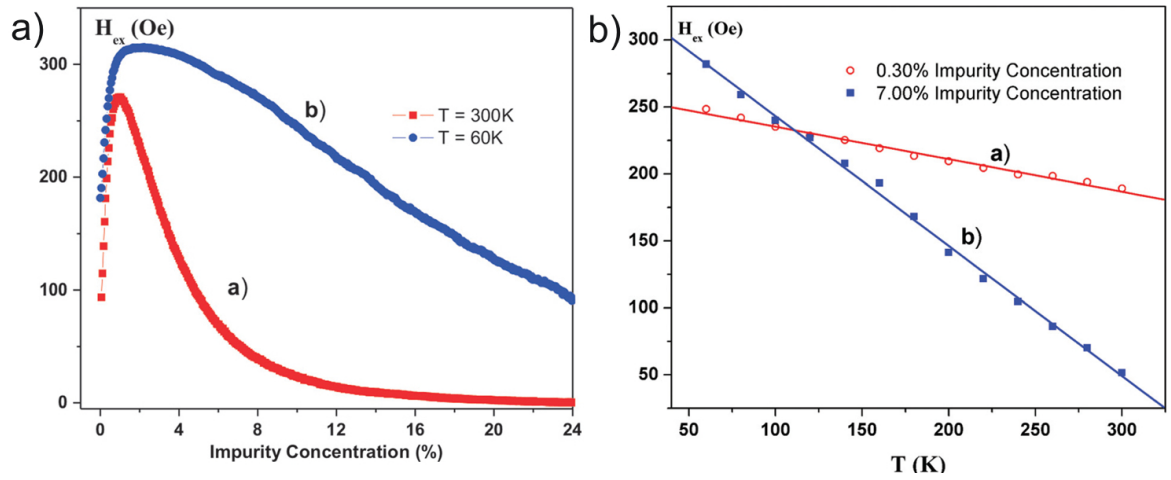 a)
H_ex (Oe)
300
200
100
0
0 4 8 12 16 20 24
Impurity Concentration (%)
T = 300K
T = 60K
b)
a)
b)
H_ex (Oe)
300
250
200
150
100
50
50 100 150 200 250 300
T (K)
0.30% Impurity Concentration
7.00% Impurity Concentration
a)
b)